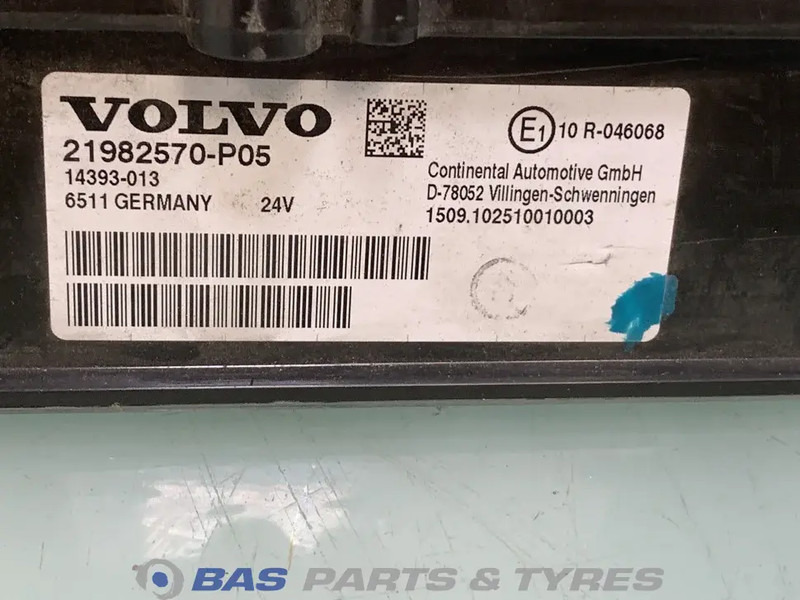 VOLVO
21982570-P05
14393-013
6511 GERMANY 24V
E1 10 R-046068
Continental Automotive GmbH
D-78052 Villingen-Schwenningen
1509.102510010003
BAS PARTS & TYRES